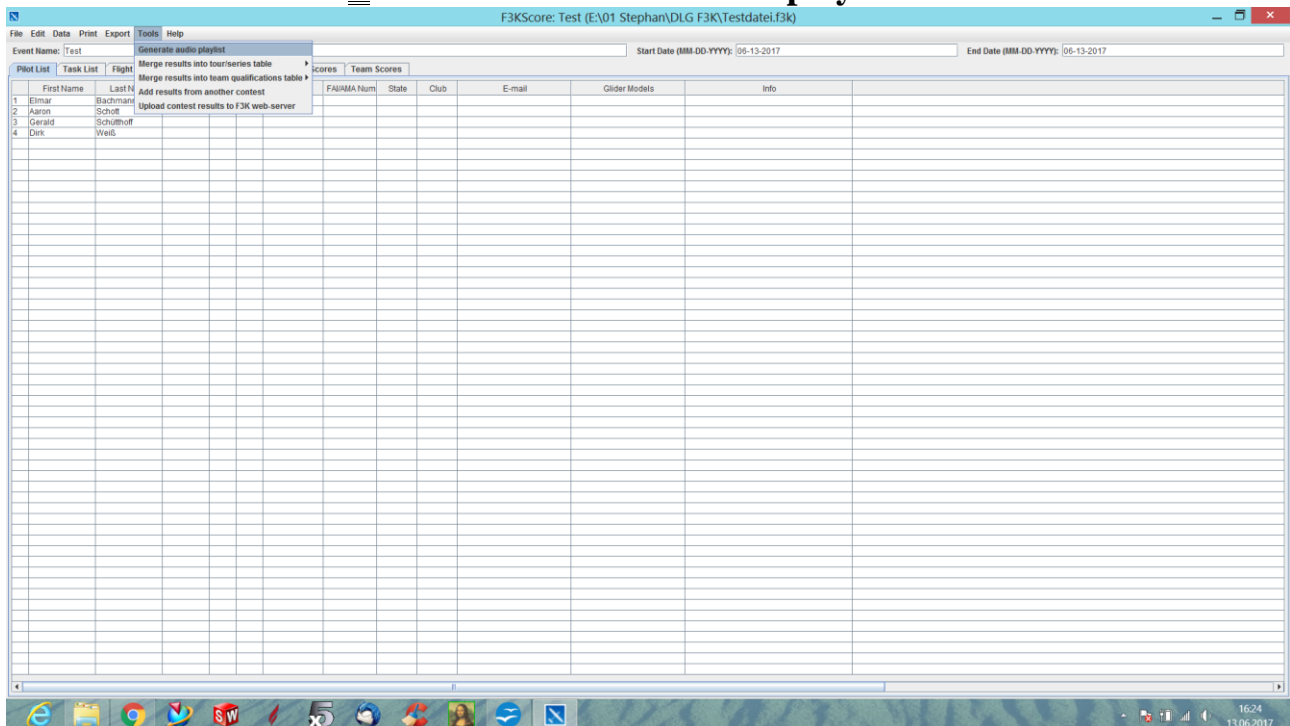 F3KScore: Test (E:\01 Stephan\DLG F3K\Testdatei.f3k)
File Edit Data Print Export Tools Help
Event Name: Test
Start Date (MM-DD-YYYY): 06-13-2017
End Date (MM-DD-YYYY): 06-13-2017
Generate audio playlist
Merge results into tour/series table
Merge results into team qualifications table
Add results from another contest
Upload contest results to F3K web-server
Pilot List Task List Flight Scores Team Scores
First Name Last N FAI/AMA Num State Club E-mail Glider Models Info
1 Elmar Bachmann
2 Aaron Schott
3 Gerald Schütthoff
4 Dirk Weiß
16:24
13.06.2017